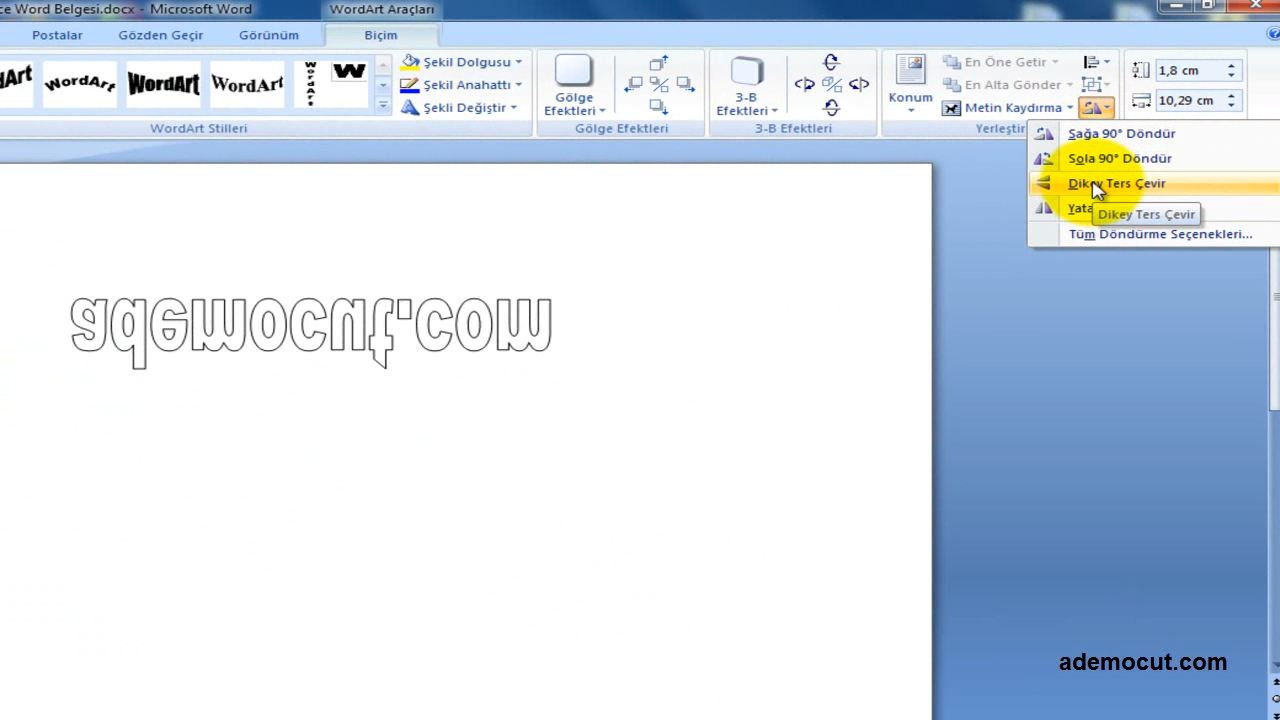 ce Word Belgesi.docx - Microsoft Word WordArt Araçları
Postalar Gözden Geçir Görünüm Biçim
WordArt WordArt WordArt WordArt W
Şekil Dolgusu
Şekil Anahattı
Şekli Değiştir
Gölge
Efektleri
3-B
Efektleri
Konum
En Öne Getir
En Alta Gönder
Metin Kaydırma
1,8 cm
10,29 cm
WordArt Stilleri Gölge Efektleri 3-B Efektleri Yerleştir
Sağa 90° Döndür
Sola 90° Döndür
Dikey Ters Çevir
Yata
Dikey Ters Çevir
Tüm Döndürme Seçenekleri...
ademocut.com
ademocut.com